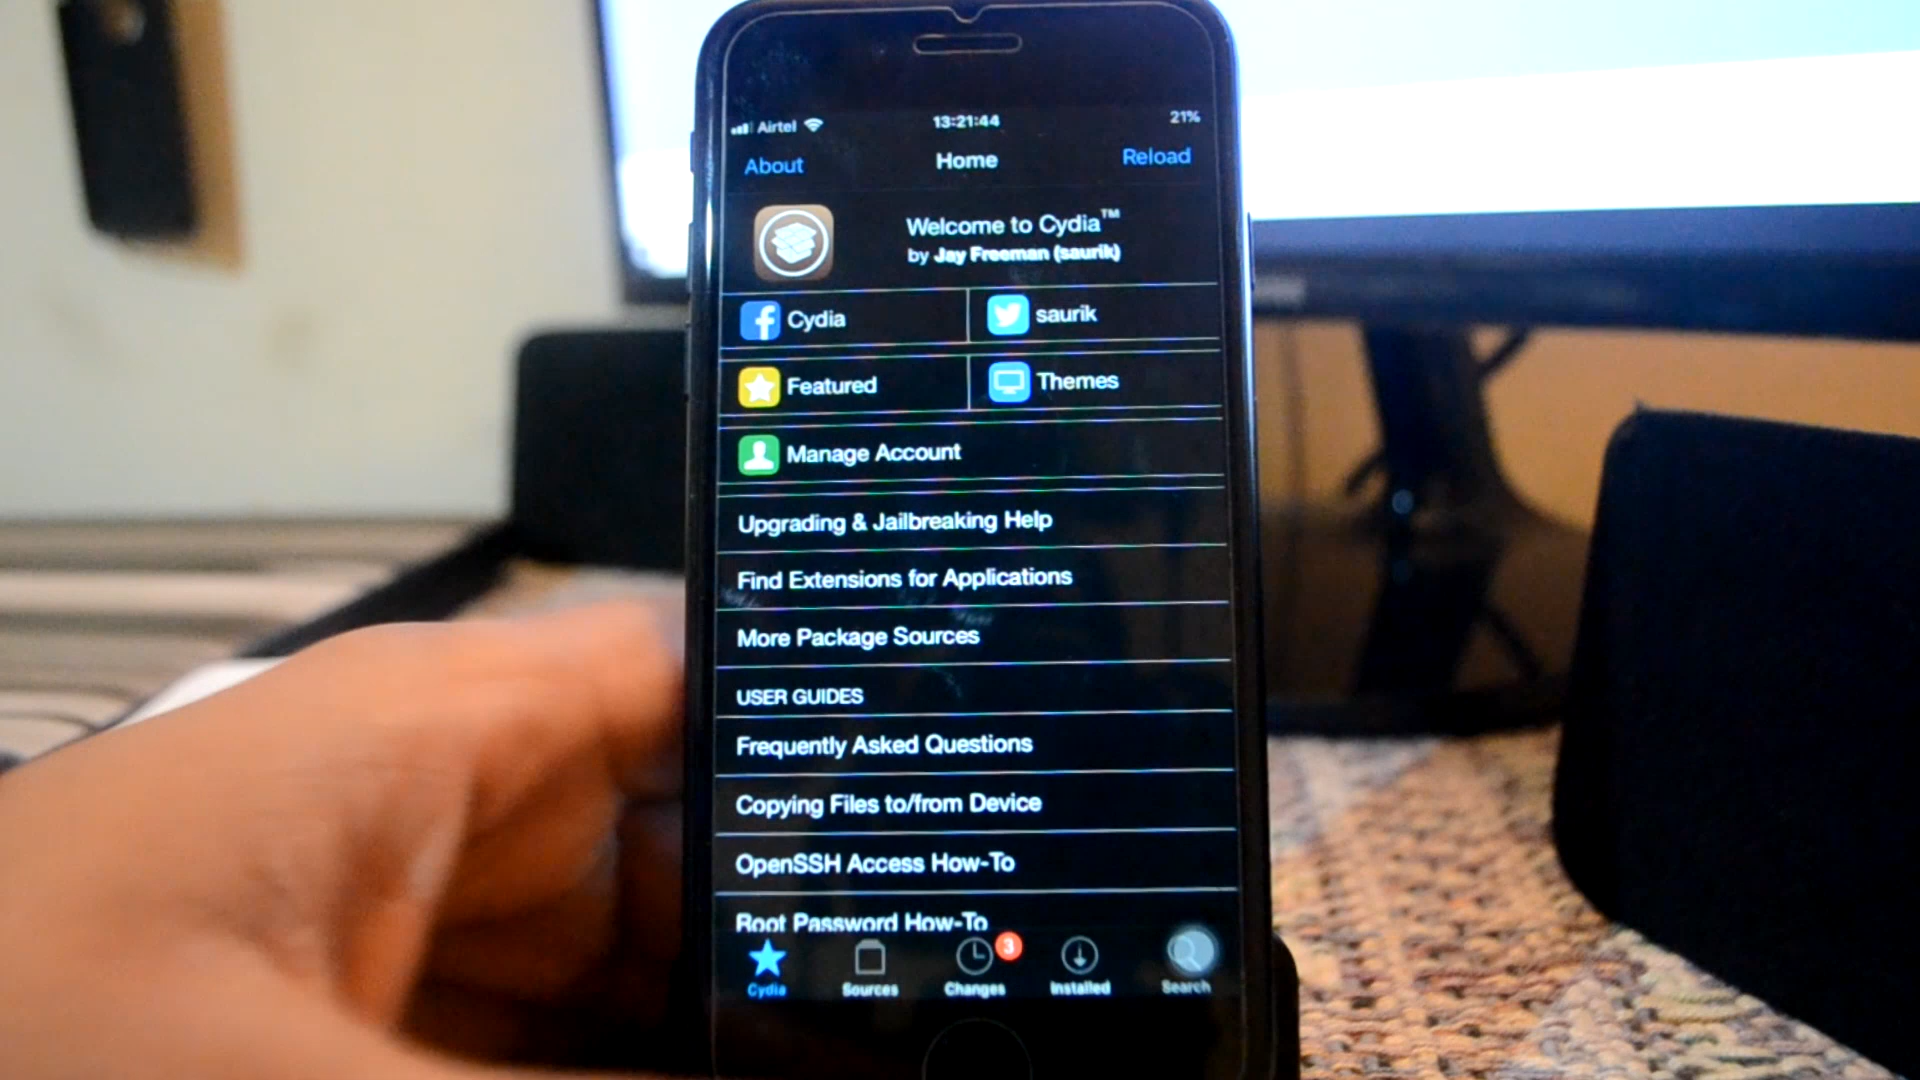 Airtel 13:21:44 21%
About Home Reload
Welcome to Cydia™
by Jay Freeman (saurik)
Cydia saurik
Featured Themes
Manage Account
Upgrading & Jailbreaking Help
Find Extensions for Applications
More Package Sources
USER GUIDES
Frequently Asked Questions
Copying Files to/from Device
OpenSSH Access How-To
Root Password How-To
3
Cydia Sources Changes Installed Search